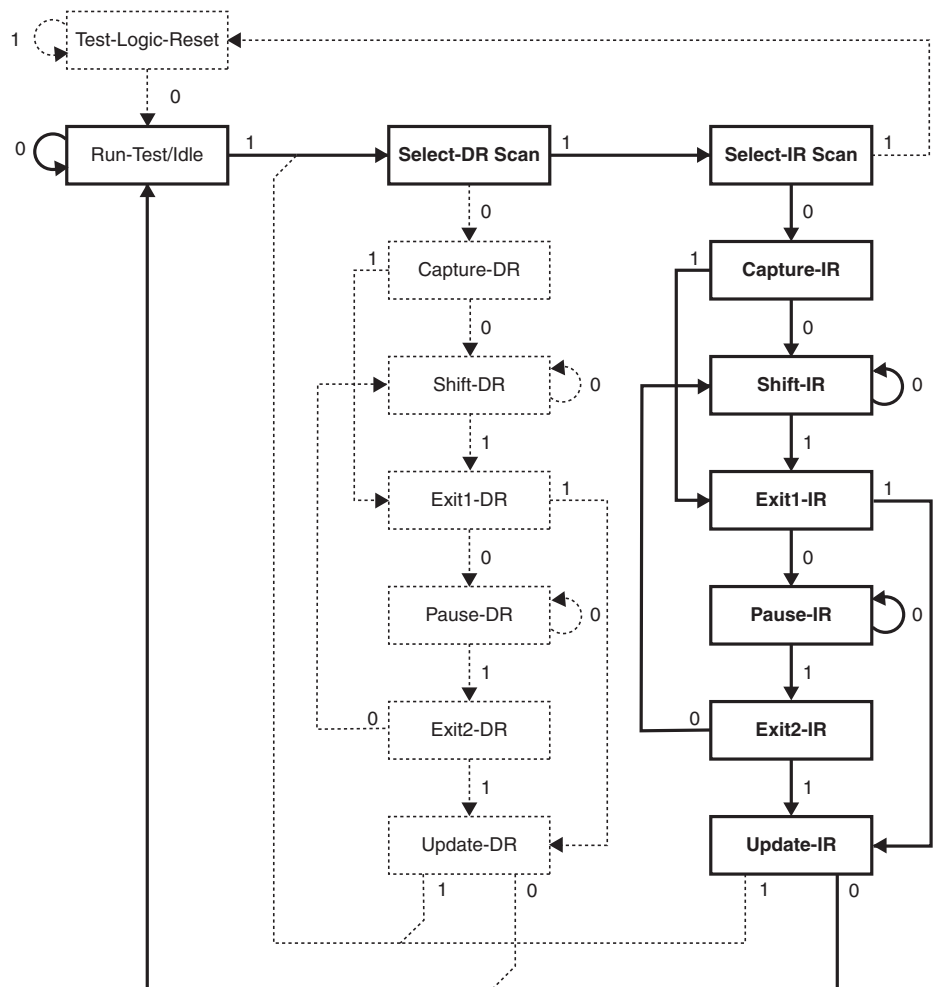 1 Test-Logic-Reset
0
0 Run-Test/Idle 1 Select-DR Scan 1 Select-IR Scan 1
0 0
1 Capture-DR 1 Capture-IR
0 0
Shift-DR 0 Shift-IR 0
1 1
Exit1-DR 1 Exit1-IR 1
0 0
Pause-DR 0 Pause-IR 0
1 1
0 Exit2-DR 0 Exit2-IR
1 1
Update-DR Update-IR
1 0 1 0